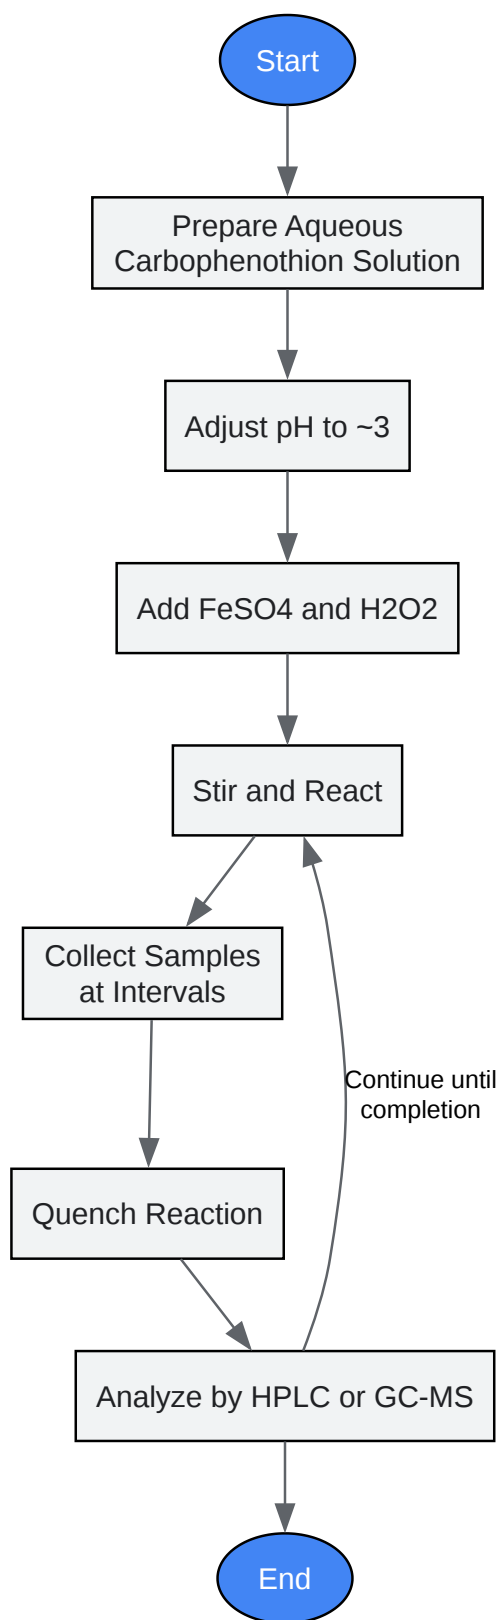 Start
Prepare Aqueous
Carbophenothion Solution
Adjust pH to ~3
Add FeSO4 and H2O2
Stir and React
Collect Samples
at Intervals
Continue until
completion
Quench Reaction
Analyze by HPLC or GC-MS
End